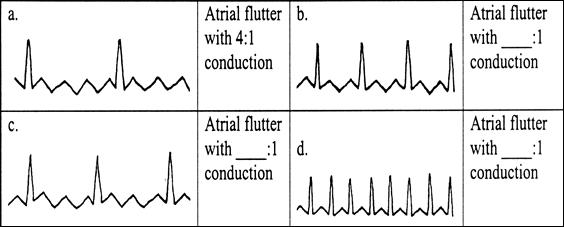 a.
Atrial flutter
with 4:1
conduction
b.
Atrial flutter
with ____:1
conduction
c.
Atrial flutter
with ____:1
conduction
d.
Atrial flutter
with ____:1
conduction